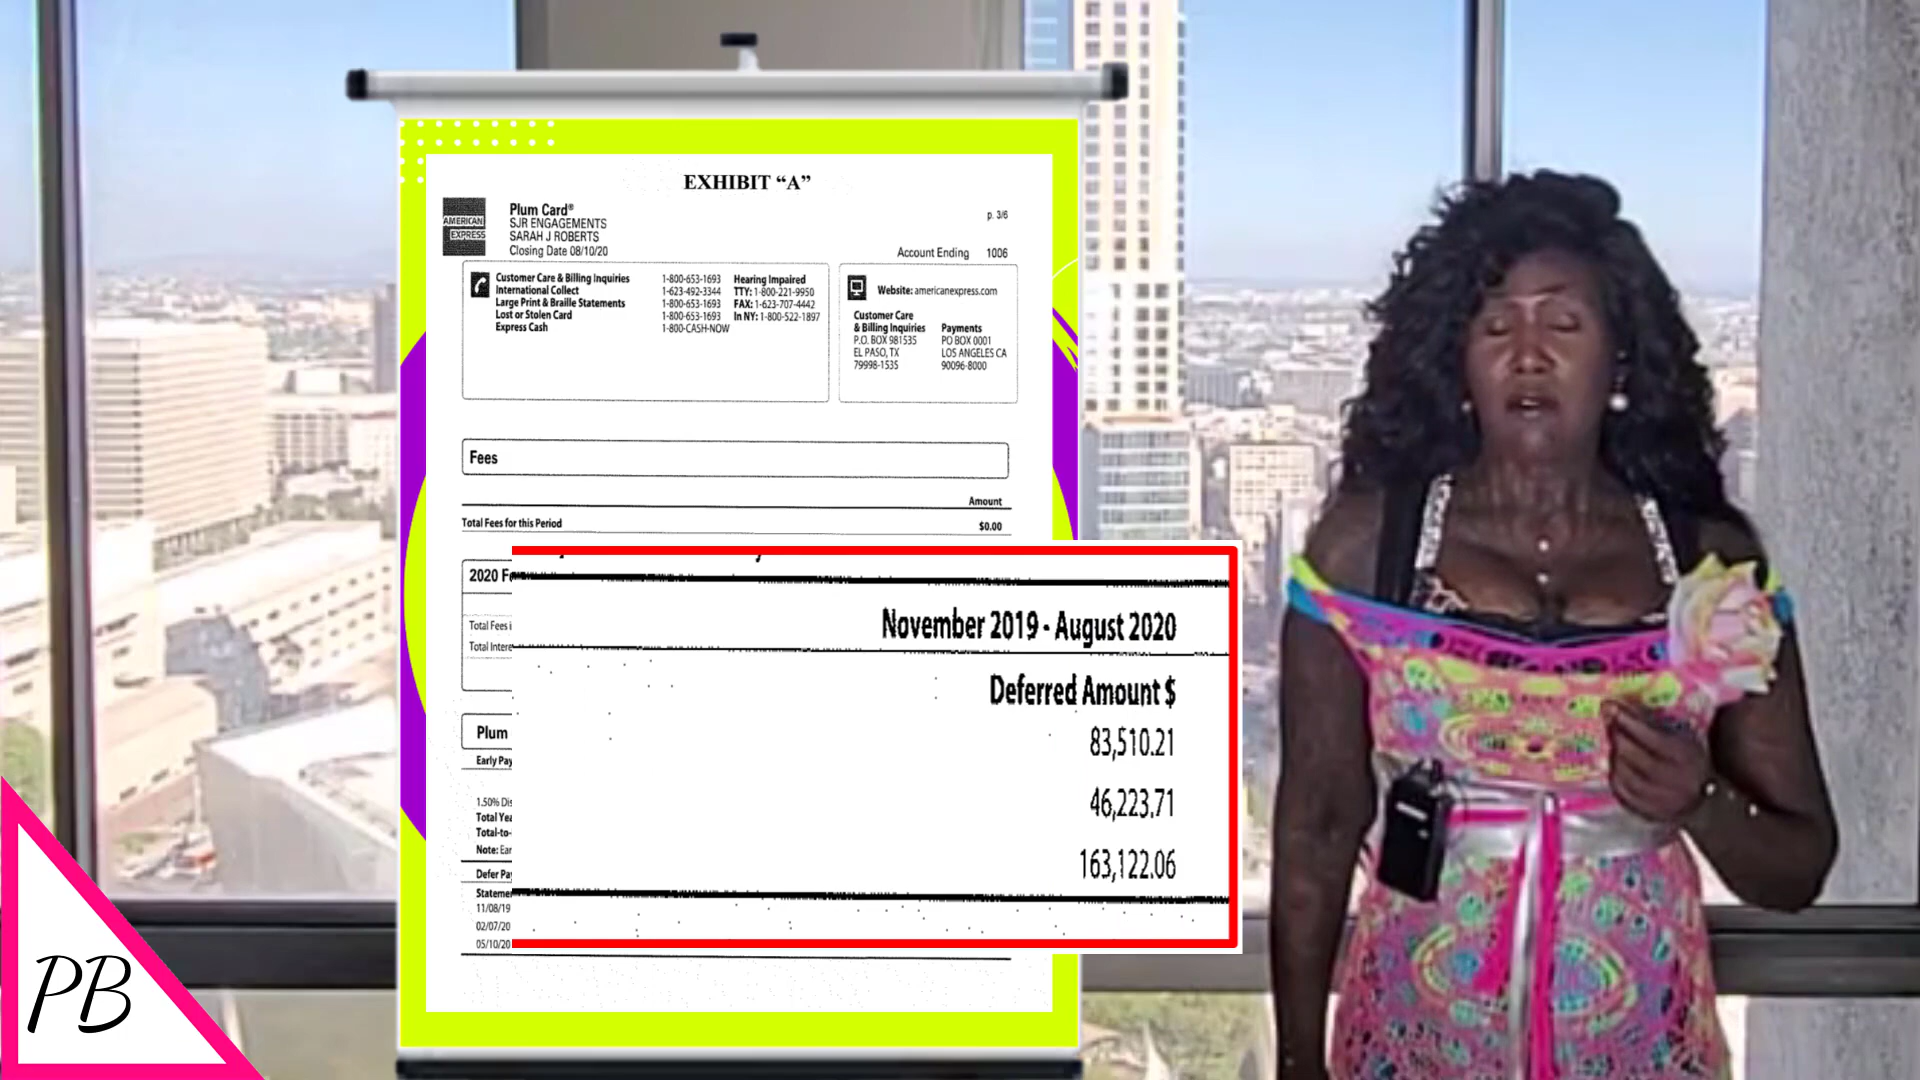 EXHIBIT “A”
AMERICAN
EXPRESS
Plum Card®
SJR ENGAGEMENTS
SARAH J ROBERTS
Closing Date 08/10/20
p. 3/6
Account Ending 1006
Customer Care & Billing Inquiries 1-800-653-1693
International Collect 1-623-492-3344
Large Print & Braille Statements 1-800-653-1693
Lost or Stolen Card 1-800-653-1693
Express Cash 1-800-CASH-NOW
Hearing Impaired
TTY: 1-800-221-9950
FAX: 1-623-707-4442
In NY: 1-800-522-1897
Website: americanexpress.com
Customer Care
& Billing Inquiries
P.O. BOX 981535
EL PASO, TX
79998-1535
Payments
PO BOX 0001
LOS ANGELES CA
90096-8000
Fees
Amount
Total Fees for this Period $0.00
2020 F
Total Fees i
Total Intere
Plum
Early Pay
1.50% Dis
Total Yea
Total-to-
Note: Ear
Defer Pay
Stateme
11/08/19
02/07/20
05/10/20
November 2019 - August 2020
Deferred Amount $
83,510.21
46,223.71
163,122.06
PB